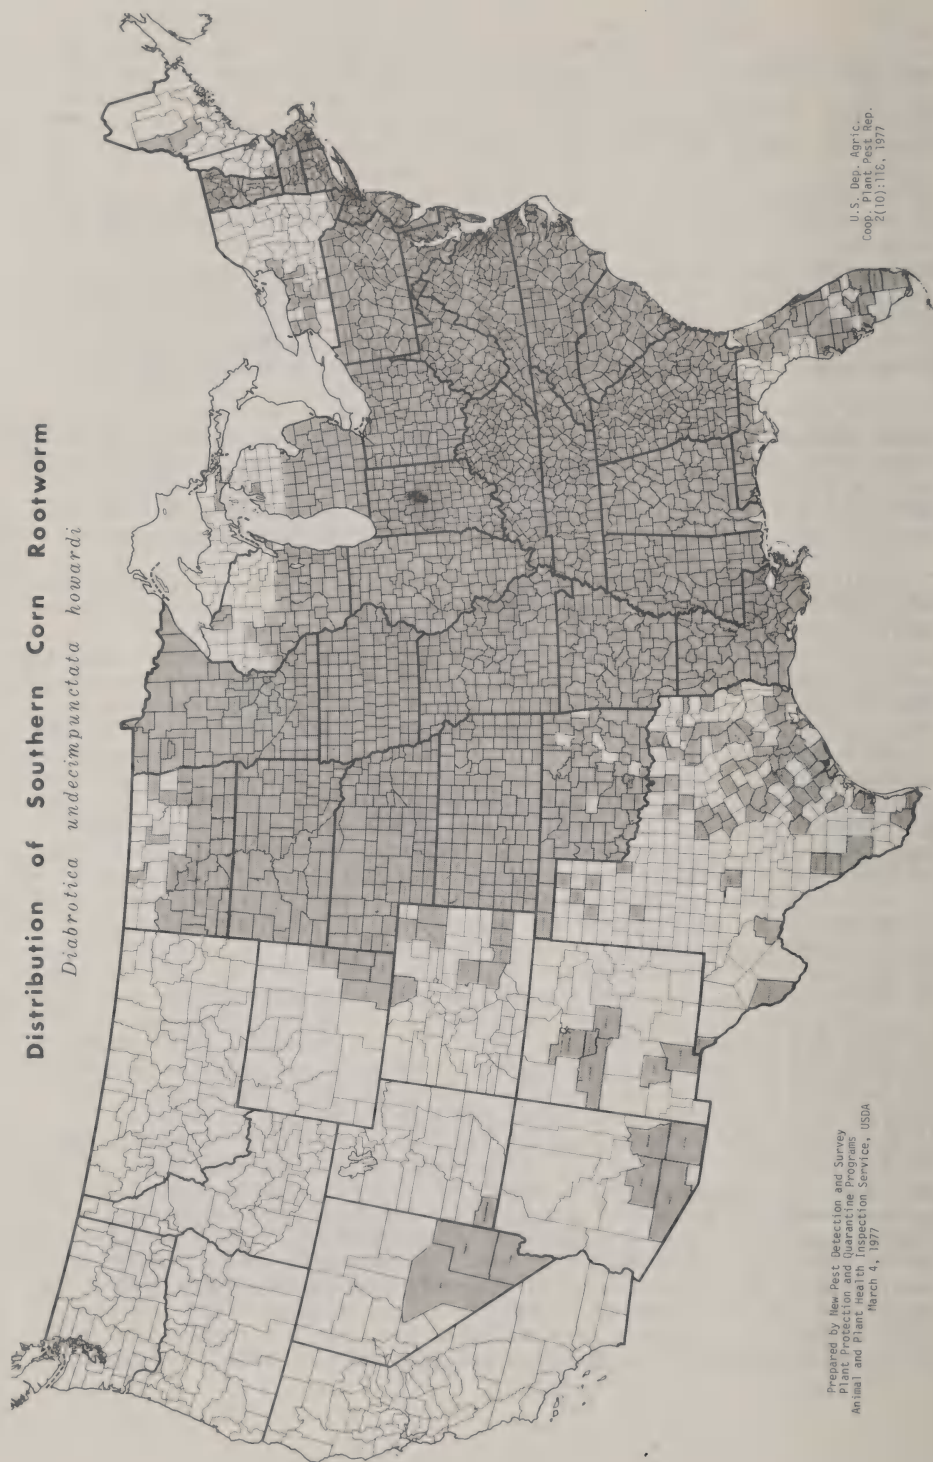 Distribution of Southern Corn Rootworm
Diabrotica undecimpunctata howardi
Prepared by New Pest Detection and Survey
Plant Protection and Quarantine Programs
Animal and Plant Health Inspection Service, USDA
March 4, 1977
U.S. Dep. Agric.
Coop. Plant Pest Rep.
2(10):118, 1977